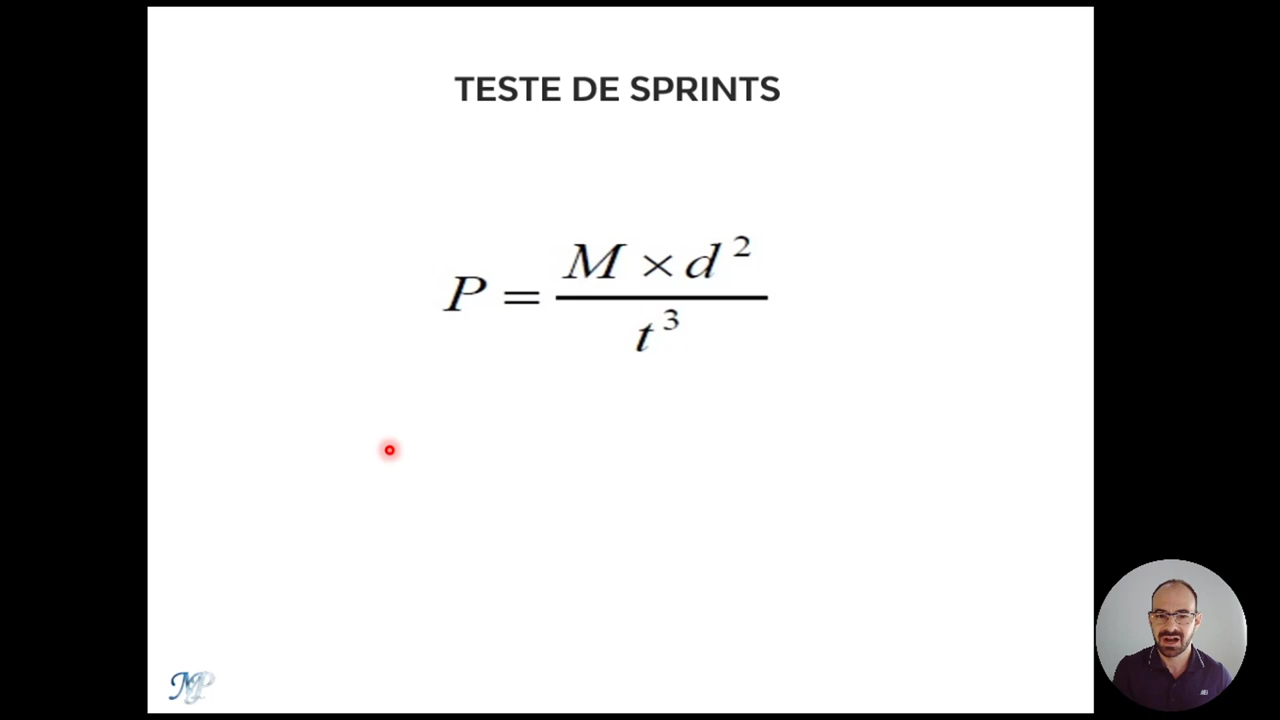 TESTE DE SPRINTS
P = M × d² / t³